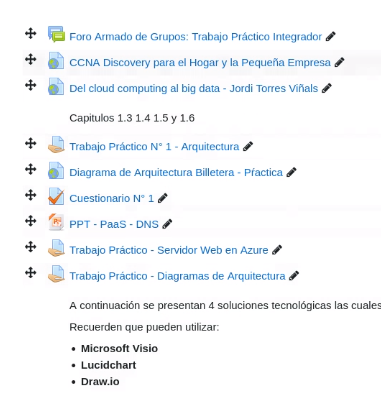 Foro Armado de Grupos: Trabajo Práctico Integrador
CCNA Discovery para el Hogar y la Pequeña Empresa
Del cloud computing al big data - Jordi Torres Viñals
Capitulos 1.3 1.4 1.5 y 1.6
Trabajo Práctico N° 1 - Arquitectura
Diagrama de Arquitectura Billetera - Pŕactica
Cuestionario N° 1
PPT - PaaS - DNS
Trabajo Práctico - Servidor Web en Azure
Trabajo Práctico - Diagramas de Arquitectura
A continuación se presentan 4 soluciones tecnológicas las cuales
Recuerden que pueden utilizar:
• Microsoft Visio
• Lucidchart
• Draw.io